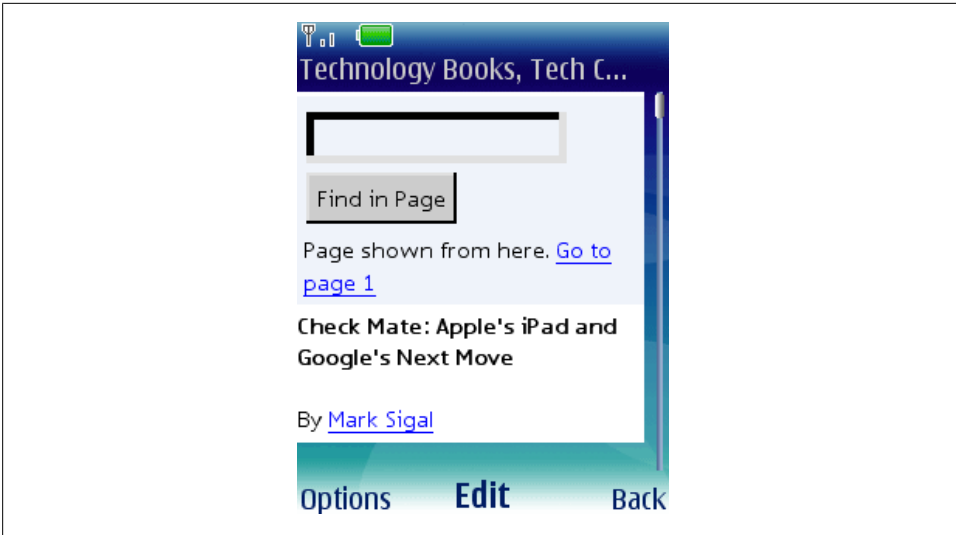 Technology Books, Tech C...
Find in Page
Page shown from here. Go to
page 1
Check Mate: Apple's iPad and
Google's Next Move
By Mark Sigal
Options Edit Back